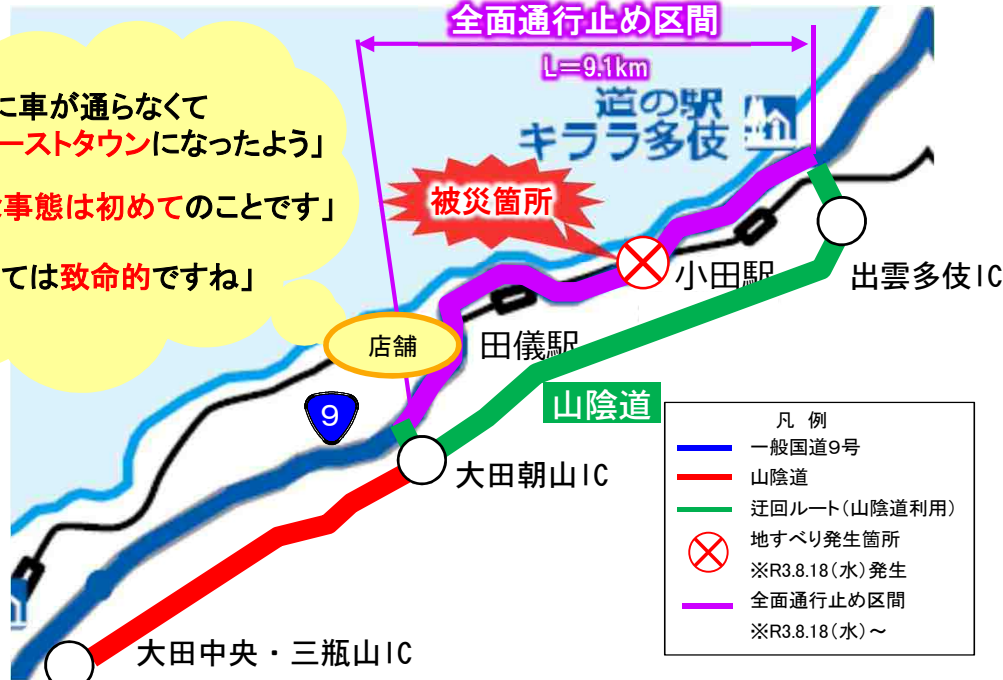 全面通行止め区間
L=9.1km
に車が通らなくて
ーストタウンになったよう」
事態は初めてのことです」
ては致命的ですね」
道の駅
キララ多伎
被災箇所
小田駅
出雲多伎IC
店舗
田儀駅
山陰道
9
大田朝山IC
大田中央・三瓶山IC
凡 例
一般国道9号
山陰道
迂回ルート(山陰道利用)
地すべり発生箇所
※R3.8.18(水)発生
全面通行止め区間
※R3.8.18(水)~